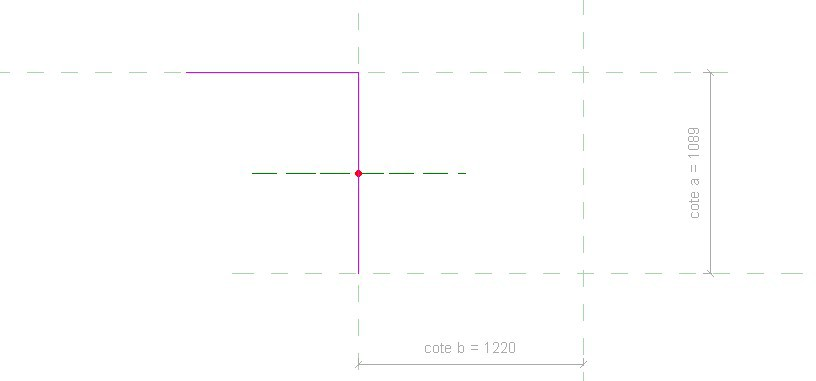 cote a = 1089
cote b = 1220